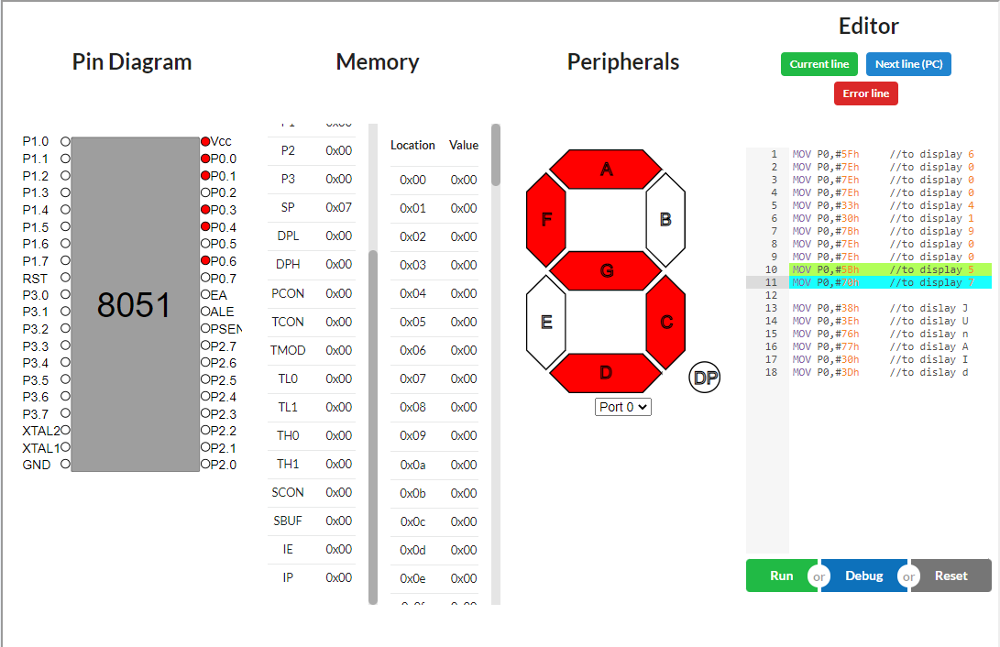 Pin Diagram
P1.0
P1.1
P1.2
P1.3
P1.4
P1.5
P1.6
P1.7
RST
P3.0
P3.1
P3.2
P3.3
P3.4
P3.5
P3.6
P3.7
XTAL2
XTAL1
GND
8051
Vcc
P0.0
P0.1
P0.2
P0.3
P0.4
P0.5
P0.6
P0.7
EA
ALE
PSEN
P2.7
P2.6
P2.5
P2.4
P2.3
P2.2
P2.1
P2.0
Memory
P1 0x00
P2 0x00
P3 0x00
SP 0x07
DPL 0x00
DPH 0x00
PCON 0x00
TCON 0x00
TMOD 0x00
TL0 0x00
TL1 0x00
TH0 0x00
TH1 0x00
SCON 0x00
SBUF 0x00
IE 0x00
IP 0x00
Location Value
0x00 0x00
0x01 0x00
0x02 0x00
0x03 0x00
0x04 0x00
0x05 0x00
0x06 0x00
0x07 0x00
0x08 0x00
0x09 0x00
0x0a 0x00
0x0b 0x00
0x0c 0x00
0x0d 0x00
0x0e 0x00
Peripherals
A
F
B
G
E
C
D
DP
Port 0
Editor
Current line
Next line (PC)
Error line
1 MOV P0,#5Fh //to display 6
2 MOV P0,#7Eh //to display 0
3 MOV P0,#7Eh //to display 0
4 MOV P0,#7Eh //to display 0
5 MOV P0,#33h //to display 4
6 MOV P0,#30h //to display 1
7 MOV P0,#7Bh //to display 9
8 MOV P0,#7Eh //to display 0
9 MOV P0,#7Eh //to display 0
10 MOV P0,#5Bh //to display 5
11 MOV P0,#70h //to display 7
12
13 MOV P0,#38h //to dislay J
14 MOV P0,#3Eh //to dislay U
15 MOV P0,#76h //to dislay n
16 MOV P0,#77h //to dislay A
17 MOV P0,#30h //to dislay I
18 MOV P0,#3Dh //to dislay d
Run or Debug or Reset